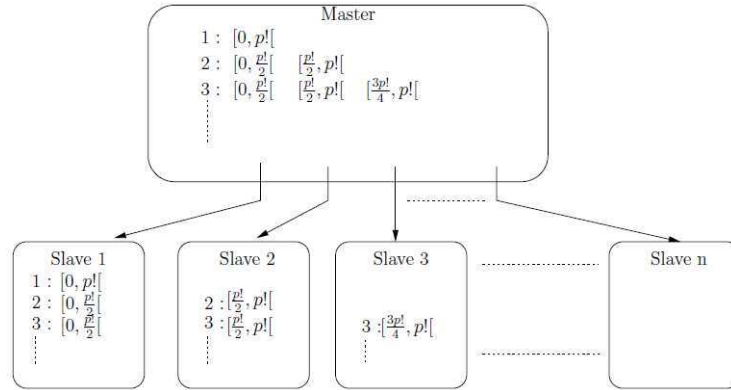 Master
1 : [0, p![
2 : [0, p!/2[ [p!/2, p![
3 : [0, p!/2[ [p!/2, p![ [3p!/4, p![
Slave 1
1 : [0, p![
2 : [0, p!/2[
3 : [0, p!/2[
Slave 2
2 :[p!/2, p![
3 :[p!/2, p![
Slave 3
3 :[3p!/4, p![
Slave n